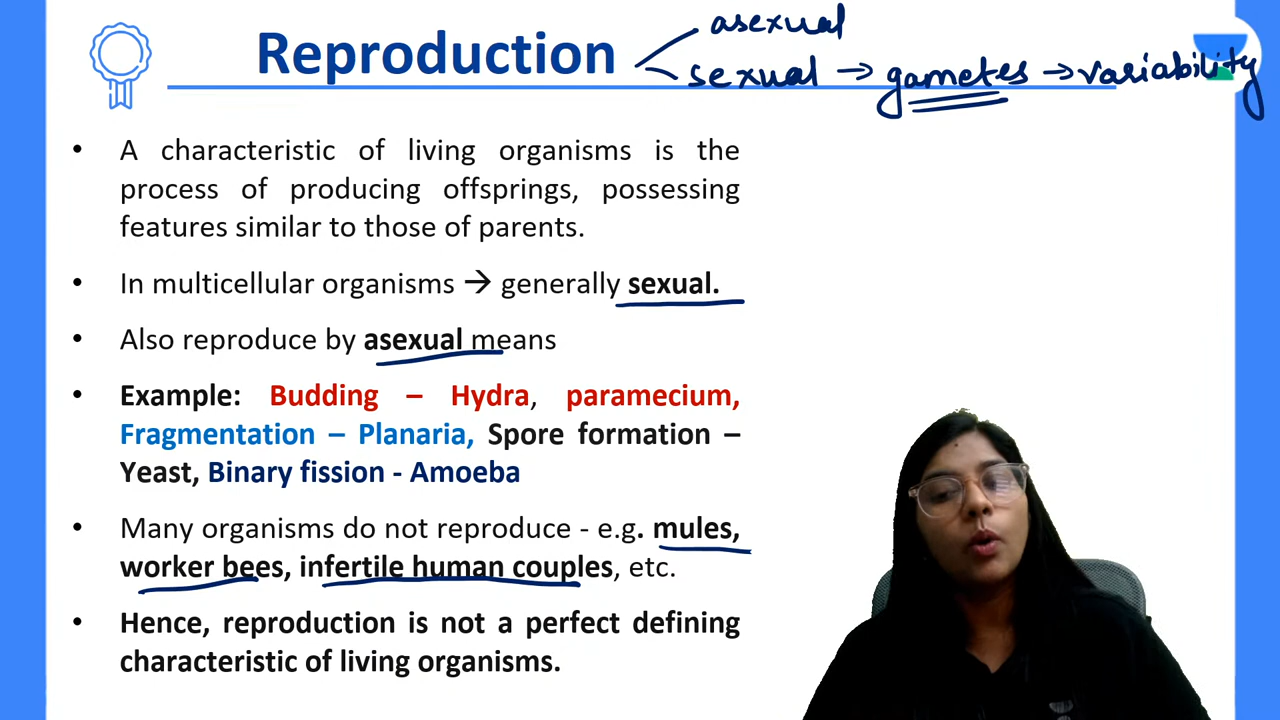 asexual
Reproduction
sexual → gametes → variability
• A characteristic of living organisms is the
process of producing offsprings, possessing
features similar to those of parents.
• In multicellular organisms → generally sexual.
• Also reproduce by asexual means
• Example: Budding – Hydra, paramecium,
Fragmentation – Planaria, Spore formation –
Yeast, Binary fission - Amoeba
• Many organisms do not reproduce - e.g. mules,
worker bees, infertile human couples, etc.
• Hence, reproduction is not a perfect defining
characteristic of living organisms.